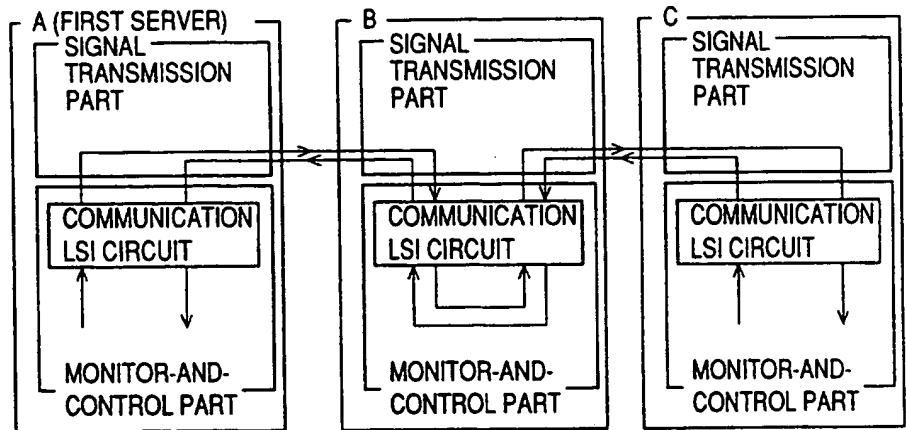 A (FIRST SERVER)
SIGNAL
TRANSMISSION
PART
COMMUNICATION
LSI CIRCUIT
MONITOR-AND-
CONTROL PART
B
SIGNAL
TRANSMISSION
PART
COMMUNICATION
LSI CIRCUIT
MONITOR-AND-
CONTROL PART
C
SIGNAL
TRANSMISSION
PART
COMMUNICATION
LSI CIRCUIT
MONITOR-AND-
CONTROL PART